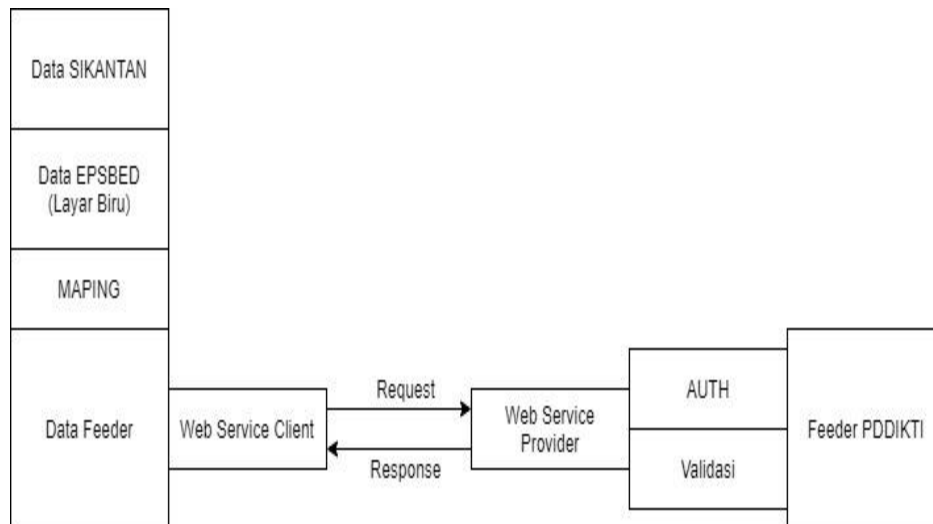 Data SIKANTAN
Data EPSBED
(Layar Biru)
MAPING
Data Feeder
Web Service Client
Request
Response
Web Service
Provider
AUTH
Validasi
Feeder PDDIKTI